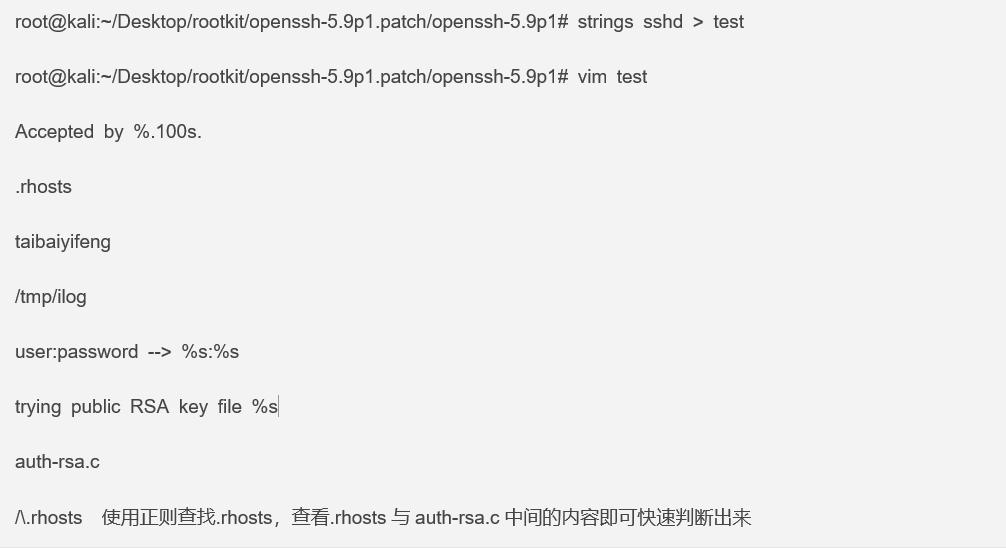 root@kali:~/Desktop/rootkit/openssh-5.9p1.patch/openssh-5.9p1# strings sshd > test
root@kali:~/Desktop/rootkit/openssh-5.9p1.patch/openssh-5.9p1# vim test
Accepted by %.100s.
.rhosts
taibaiyifeng
/tmp/ilog
user:password --> %s:%s
trying public RSA key file %s
auth-rsa.c
/\.rhosts 使用正则查找.rhosts，查看.rhosts 与 auth-rsa.c 中间的内容即可快速判断出来